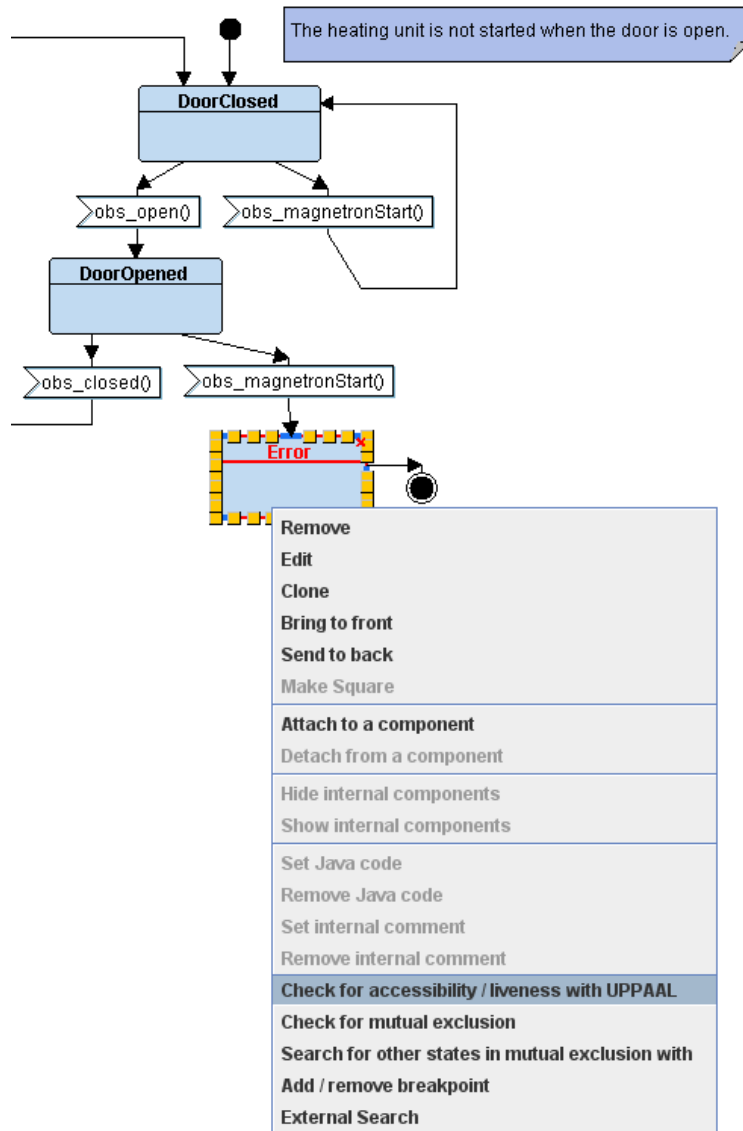 The heating unit is not started when the door is open.
DoorClosed
obs_open()
obs_magnetronStart()
DoorOpened
obs_closed()
obs_magnetronStart()
Error
Remove
Edit
Clone
Bring to front
Send to back
Make Square
Attach to a component
Detach from a component
Hide internal components
Show internal components
Set Java code
Remove Java code
Set internal comment
Remove internal comment
Check for accessibility / liveness with UPPAAL
Check for mutual exclusion
Search for other states in mutual exclusion with
Add / remove breakpoint
External Search